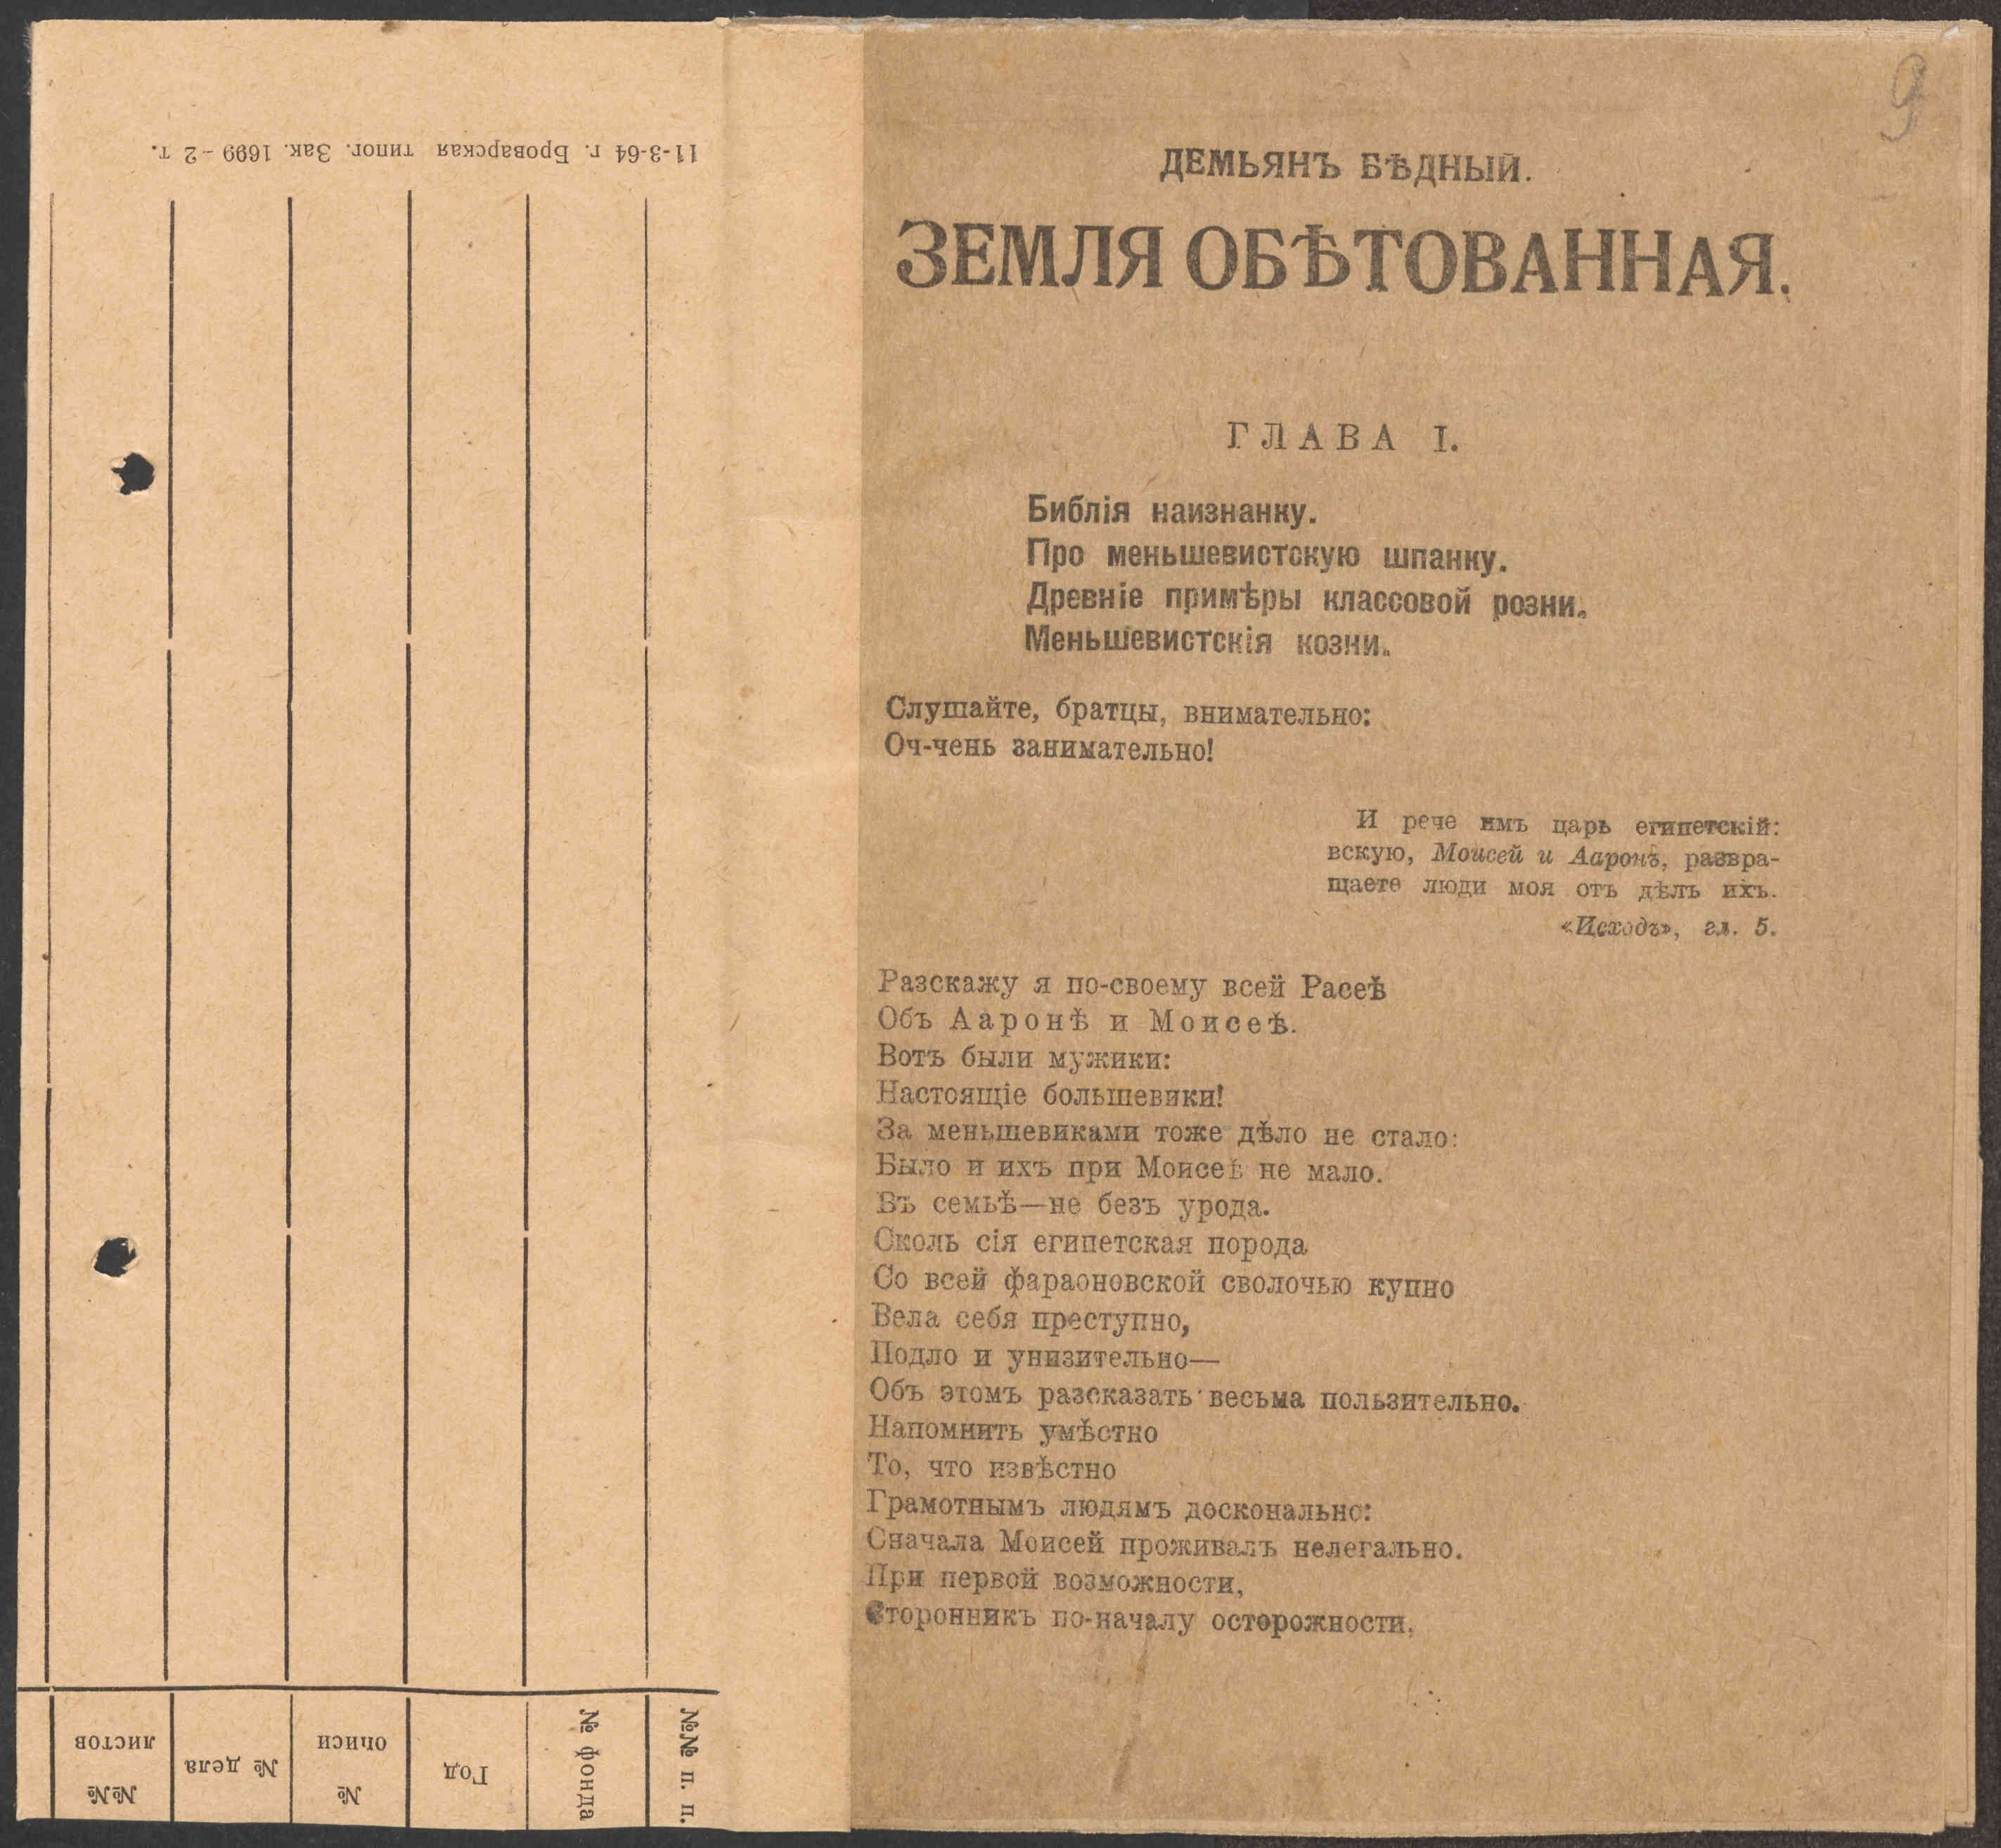 11-3-64 г. Броварская типог. Зак. 1699 – 2 т.
№№ листов
№ дела
№ описи
Год
№ фонда
№№ п. п.
9
ДЕМЬЯНЪ БѢДНЫЙ.
ЗЕМЛЯ ОБѢТОВАННАЯ.
ГЛАВА I.
Библія наизнанку.
Про меньшевистскую шпанку.
Древніе примѣры классовой розни.
Меньшевистскія козни.
Слушайте, братцы, внимательно:
Оч-чень занимательно!
И рече имъ царь египетскій:
вскую, Моисей и Ааронъ, развра-
щаете люди моя отъ дѣлъ ихъ.
«Исходъ», гл. 5.
Разскажу я по-своему всей Расеѣ
Объ Ааронѣ и Моисеѣ.
Вотъ были мужики:
Настоящіе большевики!
За меньшевиками тоже дѣло не стало:
Было и ихъ при Моисеѣ не мало.
Въ семьѣ—не безъ урода.
Сколь сія египетская порода
Со всей фараоновской сволочью купно
Вела себя преступно,
Подло и унизительно—
Объ этомъ разсказать весьма пользительно.
Напомнить умѣстно
То, что извѣстно
Грамотнымъ людямъ досконально:
Сначала Моисей проживалъ нелегально.
При первой возможности,
Сторонникъ по-началу осторожности,